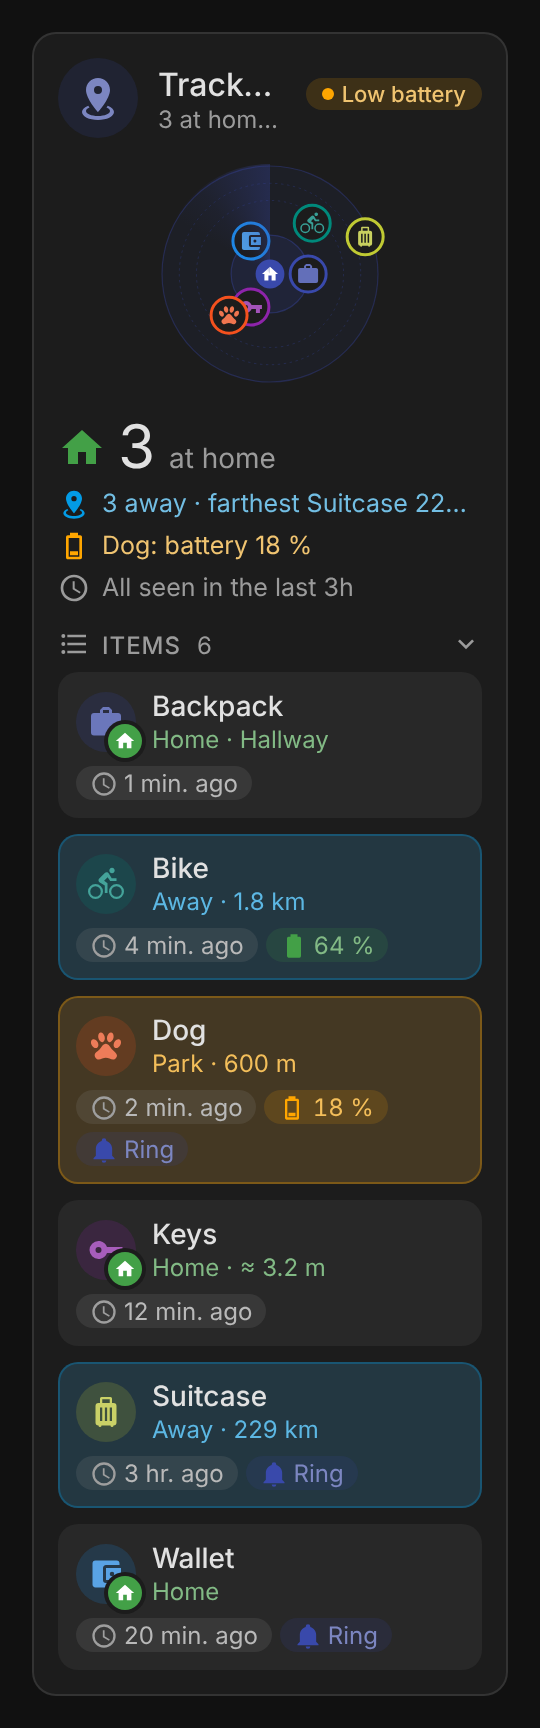 Track...
Low battery
3 at hom...
3 at home
3 away · farthest Suitcase 22...
Dog: battery 18 %
All seen in the last 3h
ITEMS 6
Backpack
Home · Hallway
1 min. ago
Bike
Away · 1.8 km
4 min. ago 64 %
Dog
Park · 600 m
2 min. ago 18 %
Ring
Keys
Home · ≈ 3.2 m
12 min. ago
Suitcase
Away · 229 km
3 hr. ago Ring
Wallet
Home
20 min. ago Ring